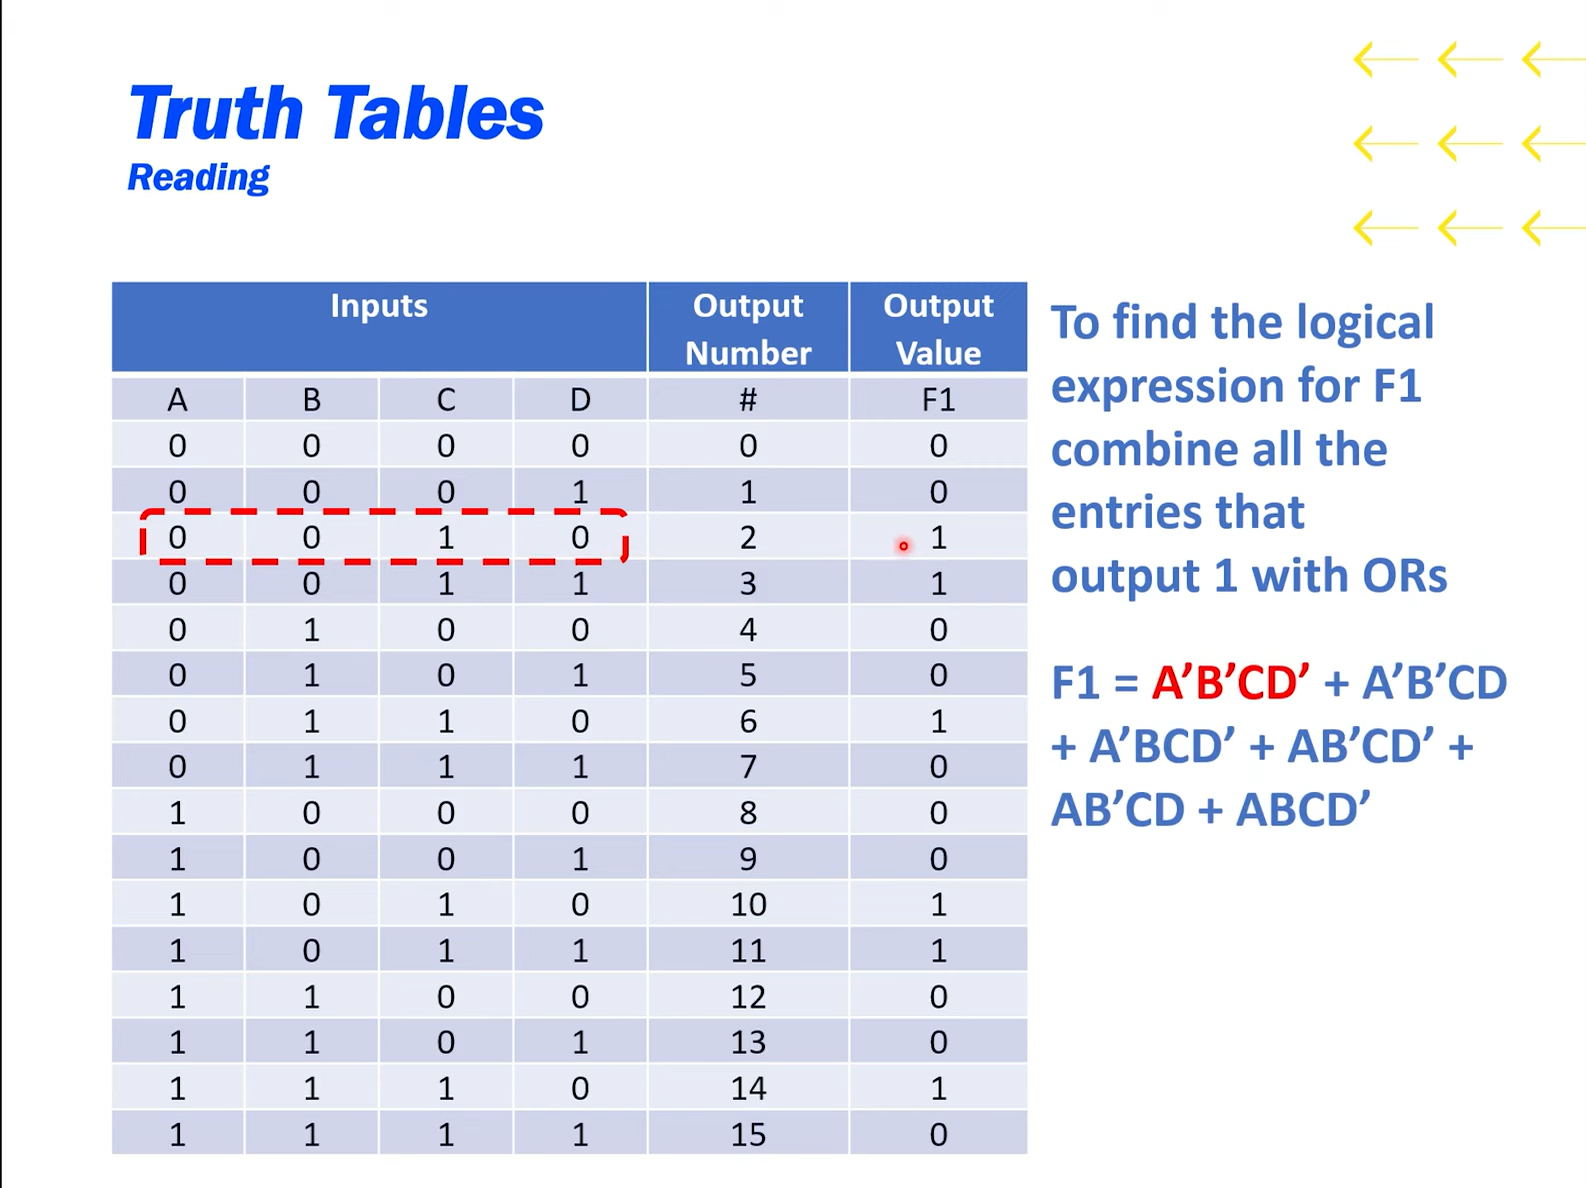 Truth Tables
Reading
Inputs Output Number Output Value
A B C D # F1
0 0 0 0 0 0
0 0 0 1 1 0
0 0 1 0 2 1
0 0 1 1 3 1
0 1 0 0 4 0
0 1 0 1 5 0
0 1 1 0 6 1
0 1 1 1 7 0
1 0 0 0 8 0
1 0 0 1 9 0
1 0 1 0 10 1
1 0 1 1 11 1
1 1 0 0 12 0
1 1 0 1 13 0
1 1 1 0 14 1
1 1 1 1 15 0
To find the logical
expression for F1
combine all the
entries that
output 1 with ORs
F1 = A’B’CD’ + A’B’CD
+ A’BCD’ + AB’CD’ +
AB’CD + ABCD’